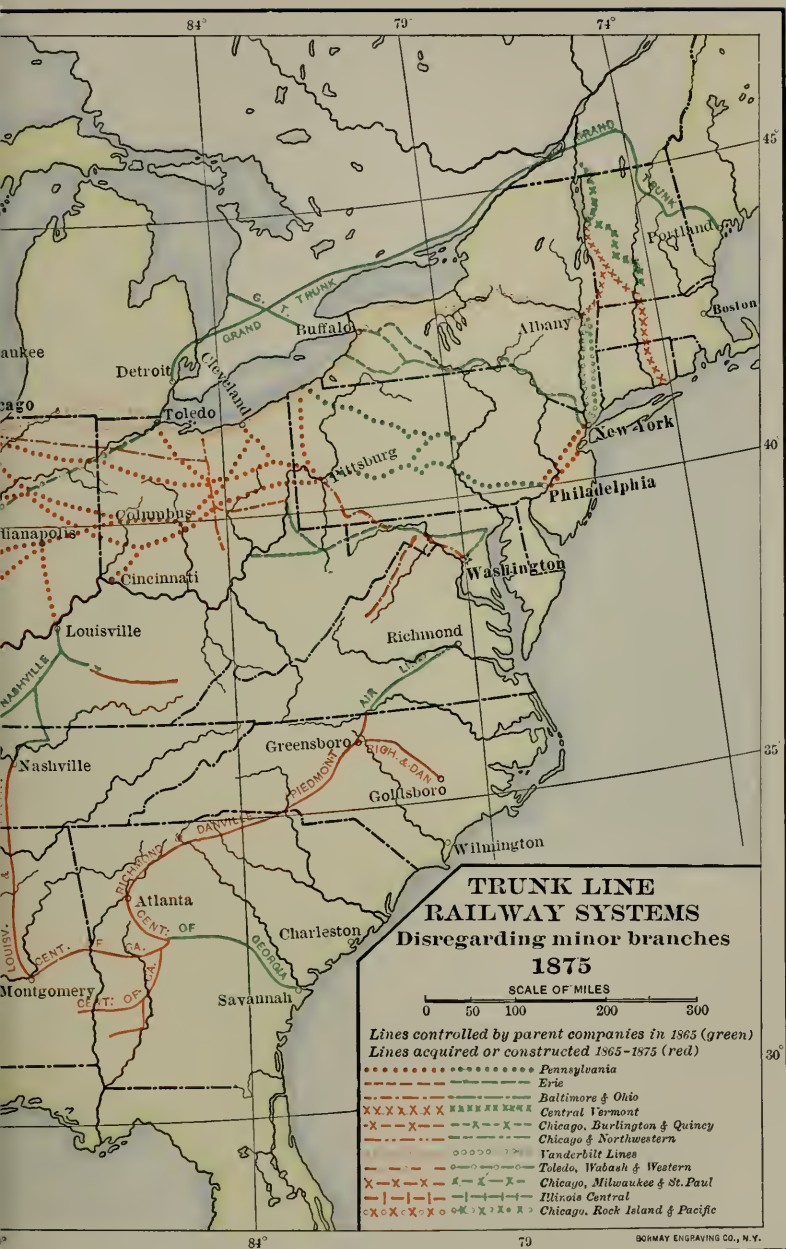 84°
79°
74°
45°
GRAND
TRUNK
Portland
Boston
G. T. TRUNK
GRAND
Buffalo
Albany
aukee
Detroit
Cleveland
cago
Toledo
New York
40°
Pittsburg
Philadelphia
Columbus
dianapolis
Cincinnati
Washington
Louisville
Richmond
NASHVILLE
AIR LINE
Greensboro
RICH. & DAN
35°
Nashville
PIEDMONT
Goldsboro
DANVILLE
Wilmington
RICHMOND &
Atlanta
CENT. OF
GEORGIA
Charleston
LOUISV. &
CENT. OF GA.
Montgomery
CENT. OF GA.
Savannah
30°
TRUNK LINE
RAILWAY SYSTEMS
Disregarding minor branches
1875
SCALE OF MILES
0 50 100 200 300
Lines controlled by parent companies in 1865 (green)
Lines acquired or constructed 1865-1875 (red)
Pennsylvania
Erie
Baltimore & Ohio
Central Vermont
Chicago, Burlington & Quincy
Chicago & Northwestern
Vanderbilt Lines
Toledo, Wabash & Western
Chicago, Milwaukee & St. Paul
Illinois Central
Chicago, Rock Island & Pacific
84°
79
BORMAY ENGRAVING CO., N.Y.